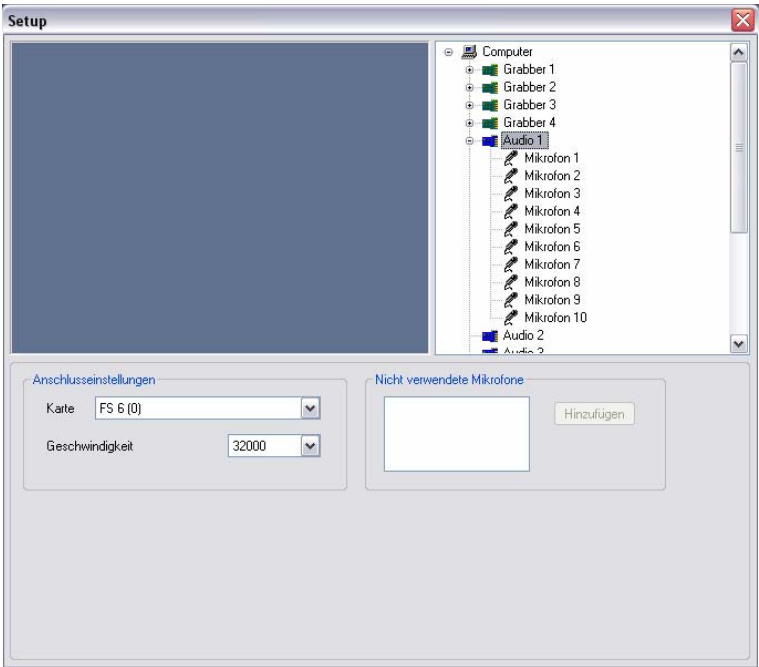 Setup
Computer
Grabber 1
Grabber 2
Grabber 3
Grabber 4
Audio 1
Mikrofon 1
Mikrofon 2
Mikrofon 3
Mikrofon 4
Mikrofon 5
Mikrofon 6
Mikrofon 7
Mikrofon 8
Mikrofon 9
Mikrofon 10
Audio 2
Audio 3
Anschlusseinstellungen
Karte FS 6 (0)
Geschwindigkeit 32000
Nicht verwendete Mikrofone
Hinzufügen